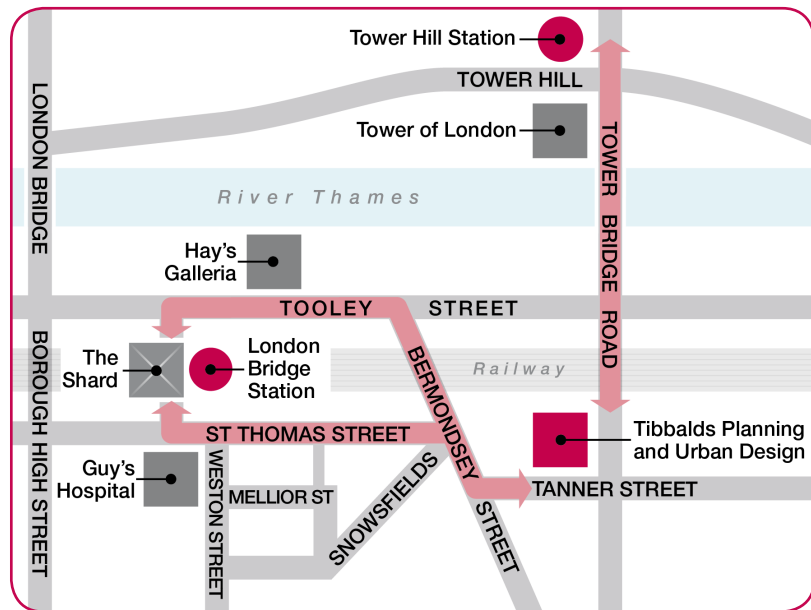 Tower Hill Station
TOWER HILL
Tower of London
LONDON BRIDGE
TOWER BRIDGE ROAD
River Thames
Hay's
Galleria
TOOLEY STREET
The
Shard
London
Bridge
Station
Railway
BOROUGH HIGH STREET
BERMONDSEY STREET
ST THOMAS STREET
Tibbalds Planning
and Urban Design
Guy's
Hospital
WESTON STREET
MELLIOR ST
SNOWSFIELDS
TANNER STREET